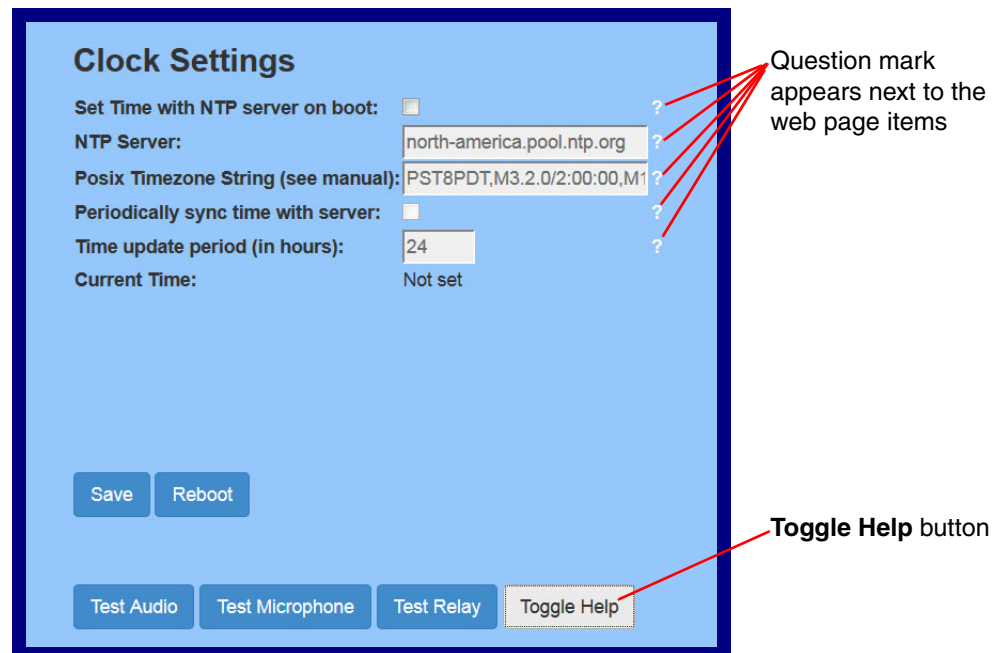 Clock Settings
Set Time with NTP server on boot: ?
NTP Server: north-america.pool.ntp.org ?
Posix Timezone String (see manual): PST8PDT,M3.2.0/2:00:00,M1 ?
Periodically sync time with server: ?
Time update period (in hours): 24 ?
Current Time: Not set
Question mark
appears next to the
web page items
Save Reboot
Toggle Help button
Test Audio Test Microphone Test Relay Toggle Help